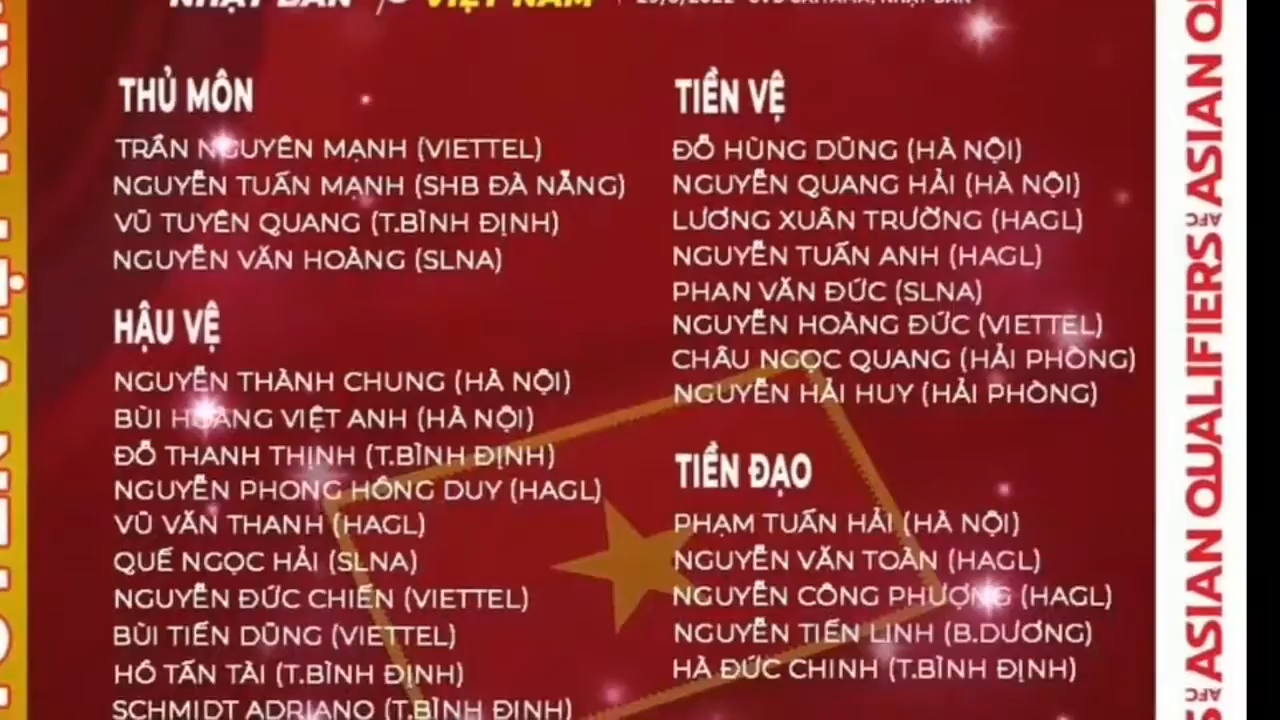 NHẬT BẢN VIỆT NAM
THỦ MÔN
TRẦN NGUYÊN MẠNH (VIETTEL)
NGUYỄN TUẤN MẠNH (SHB ĐÀ NẴNG)
VŨ TUYÊN QUANG (T.BÌNH ĐỊNH)
NGUYỄN VĂN HOÀNG (SLNA)
HẬU VỆ
NGUYỄN THÀNH CHUNG (HÀ NỘI)
BÙI HOÀNG VIỆT ANH (HÀ NỘI)
ĐỖ THANH THỊNH (T.BÌNH ĐỊNH)
NGUYỄN PHONG HỒNG DUY (HAGL)
VŨ VĂN THANH (HAGL)
QUẾ NGỌC HẢI (SLNA)
NGUYỄN ĐỨC CHIẾN (VIETTEL)
BÙI TIẾN DŨNG (VIETTEL)
HỒ TẤN TÀI (T.BÌNH ĐỊNH)
SCHMIDT ADRIANO (T.BÌNH ĐỊNH)
TIỀN VỆ
ĐỖ HÙNG DŨNG (HÀ NỘI)
NGUYỄN QUANG HẢI (HÀ NỘI)
LƯƠNG XUÂN TRƯỜNG (HAGL)
NGUYỄN TUẤN ANH (HAGL)
PHAN VĂN ĐỨC (SLNA)
NGUYỄN HOÀNG ĐỨC (VIETTEL)
CHÂU NGỌC QUANG (HẢI PHÒNG)
NGUYỄN HẢI HUY (HẢI PHÒNG)
TIỀN ĐẠO
PHẠM TUẤN HẢI (HÀ NỘI)
NGUYỄN VĂN TOÀN (HAGL)
NGUYỄN CÔNG PHƯỢNG (HAGL)
NGUYỄN TIẾN LINH (B.DƯƠNG)
HÀ ĐỨC CHINH (T.BÌNH ĐỊNH)
AFC ASIAN QUALIFIERS AFC ASIAN